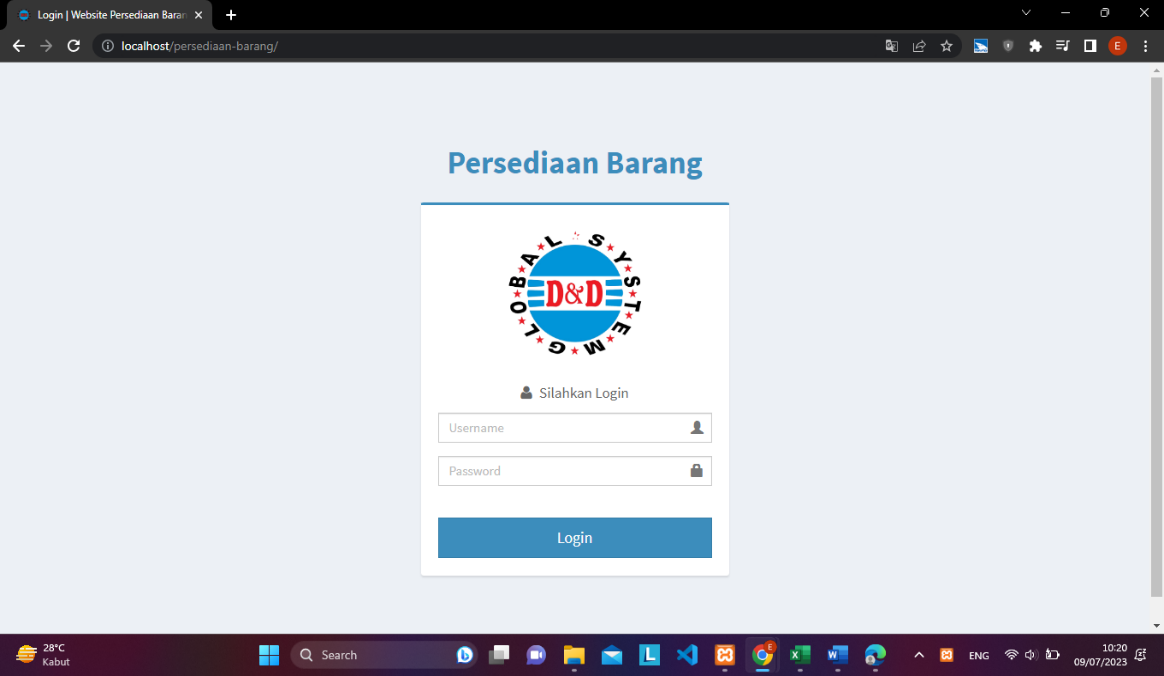 Login | Website Persediaan Baran
localhost/persediaan-barang/
E
Persediaan Barang
GLOBAL SYSTEM
D&D
Silahkan Login
Username
Password
Login
28°C
Kabut
Search
L
E
X
W
ENG
10:20
09/07/2023